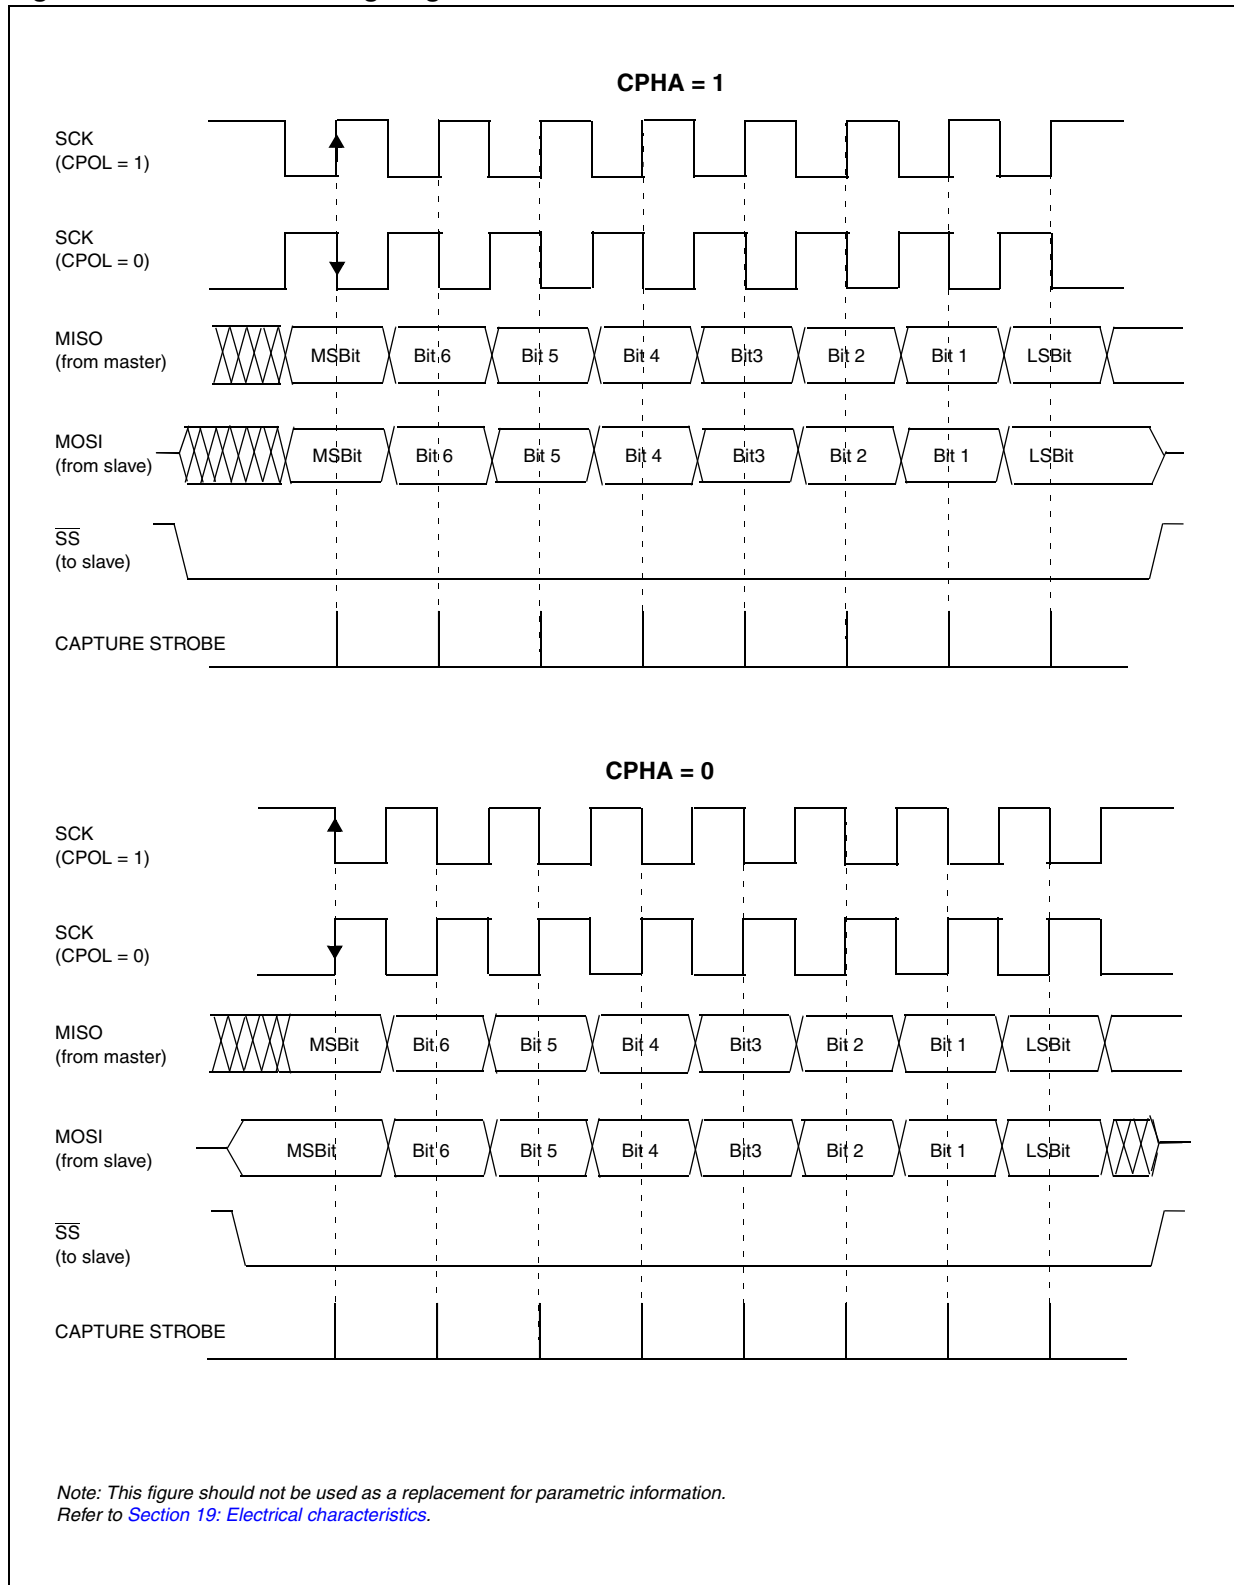 CPHA = 1
SCK
(CPOL = 1)
SCK
(CPOL = 0)
MISO
(from master)
MSBit Bit 6 Bit 5 Bit 4 Bit3 Bit 2 Bit 1 LSBit
MOSI
(from slave)
MSBit Bit 6 Bit 5 Bit 4 Bit3 Bit 2 Bit 1 LSBit
SS
(to slave)
CAPTURE STROBE
CPHA = 0
SCK
(CPOL = 1)
SCK
(CPOL = 0)
MISO
(from master)
MSBit Bit 6 Bit 5 Bit 4 Bit3 Bit 2 Bit 1 LSBit
MOSI
(from slave)
MSBit Bit 6 Bit 5 Bit 4 Bit3 Bit 2 Bit 1 LSBit
SS
(to slave)
CAPTURE STROBE
Note: This figure should not be used as a replacement for parametric information.
Refer to Section 19: Electrical characteristics.